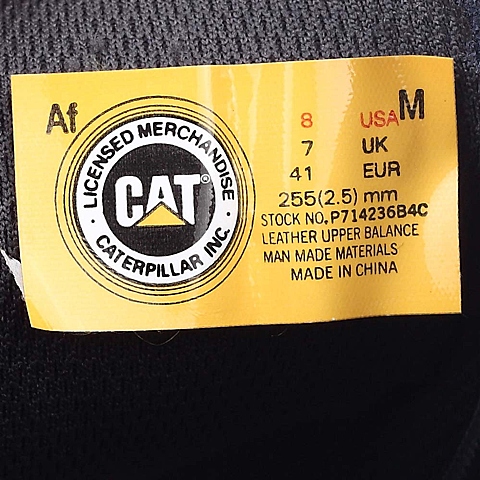 Af
LICENSED MERCHANDISE
CAT®
CATERPILLAR INC.
8 USA M
7 UK
41 EUR
255(2.5) mm
STOCK NO,P714236B4C
LEATHER UPPER BALANCE
MAN MADE MATERIALS
MADE IN CHINA